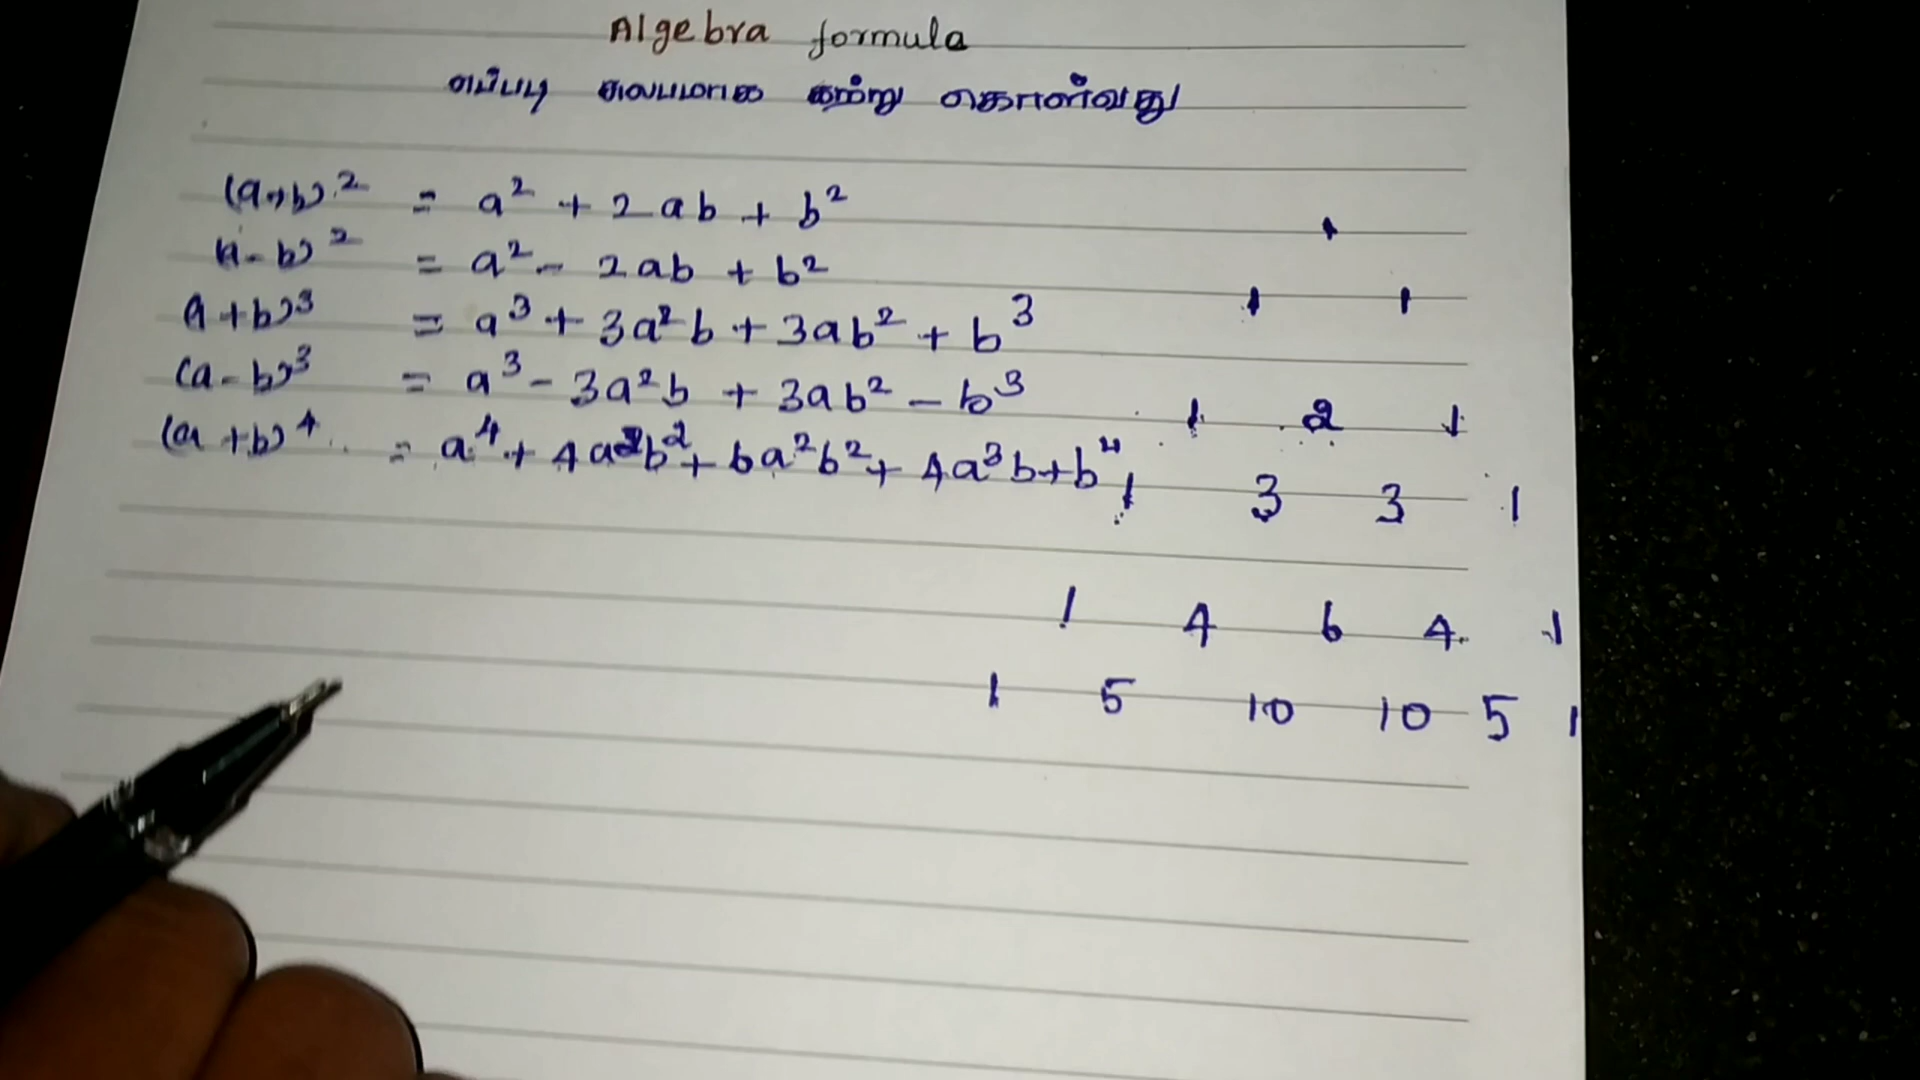 Algebra formula
எப்படி சுலபமாக கற்று கொள்வது
(a+b)² = a² + 2ab + b²
(a-b)² = a² - 2ab + b²
a+b)³ = a³ + 3a²b + 3ab² + b³
(a-b)³ = a³ - 3a²b + 3ab² - b³
(a+b)⁴ = a⁴ + 4a²b² + 6a²b² + 4a³b + b⁴
1
1 1
1 2 1
1 3 3 1
1 4 6 4 1
1 5 10 10 5 1